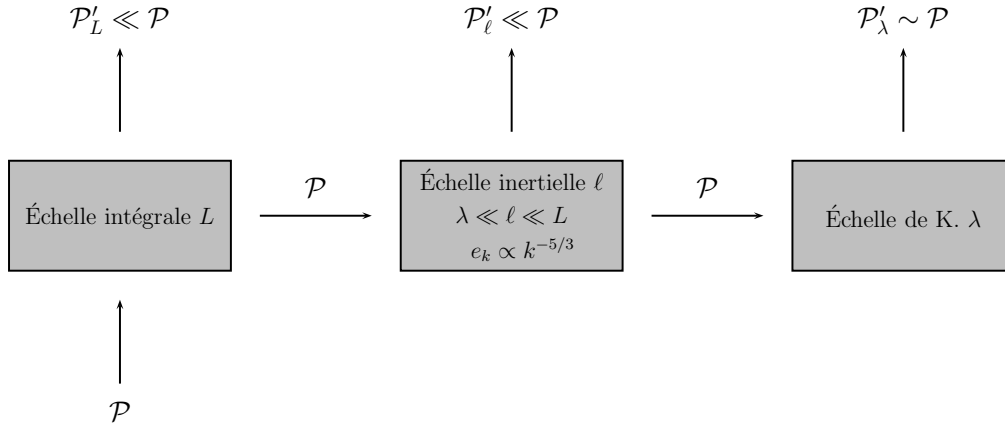 𝒫′_L ≪ 𝒫
𝒫′_ℓ ≪ 𝒫
𝒫′_λ ∼ 𝒫
Échelle intégrale L
𝒫
Échelle inertielle ℓ
λ ≪ ℓ ≪ L
e_k ∝ k^{-5/3}
𝒫
Échelle de K. λ
𝒫